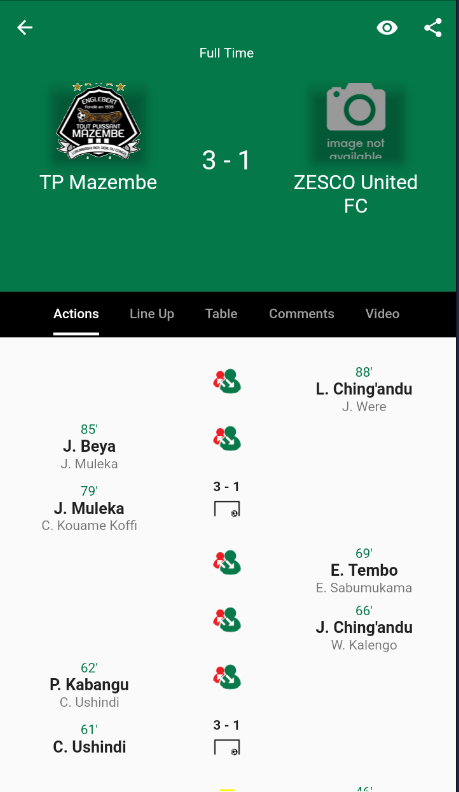 Full Time
ENGLEBERT
TOUT PUISSANT
MAZEMBE
image not
available
3 - 1
TP Mazembe
ZESCO United
FC
Actions
Line Up
Table
Comments
Video
88'
L. Ching'andu
J. Were
85'
J. Beya
J. Muleka
79'
J. Muleka
C. Kouame Koffi
3 - 1
69'
E. Tembo
E. Sabumukama
66'
J. Ching'andu
W. Kalengo
62'
P. Kabangu
C. Ushindi
61'
C. Ushindi
3 - 1
46'